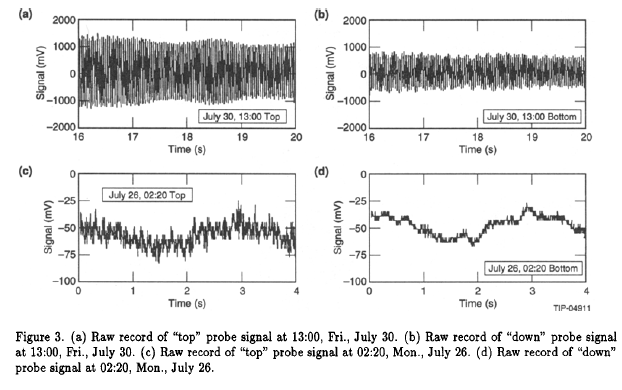 (a)
2000
1000
0
−1000
−2000
Signal (mV)
July 30, 13:00 Top
16 17 18 19 20
Time (s)
(b)
2000
1000
0
−1000
−2000
Signal (mV)
July 30, 13:00 Bottom
16 17 18 19 20
Time (s)
(c)
0
−25
−50
−75
−100
Signal (mV)
July 26, 02:20 Top
0 1 2 3 4
Time (s)
(d)
0
−25
−50
−75
−100
Signal (mV)
July 26, 02:20 Bottom
0 1 2 3 4
Time (s)
TIP-04911
Figure 3. (a) Raw record of “top” probe signal at 13:00, Fri., July 30. (b) Raw record of “down” probe signal
at 13:00, Fri., July 30. (c) Raw record of “top” probe signal at 02:20, Mon., July 26. (d) Raw record of “down”
probe signal at 02:20, Mon., July 26.